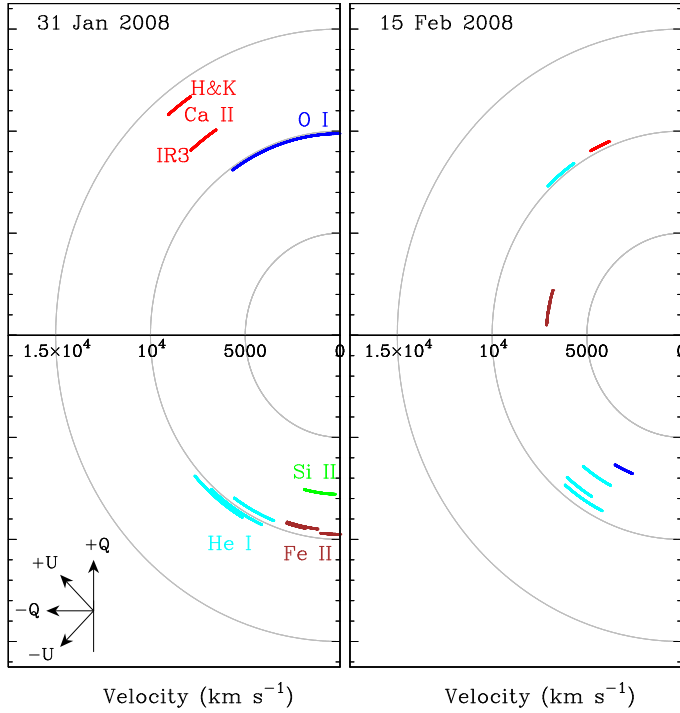 31 Jan 2008
15 Feb 2008
H&K
Ca II
O I
IR3
1.5×10⁴ 10⁴ 5000 0
1.5×10⁴ 10⁴ 5000 0
Si II
He I
Fe II
+Q
+U
−Q
−U
Velocity (km s⁻¹)
Velocity (km s⁻¹)